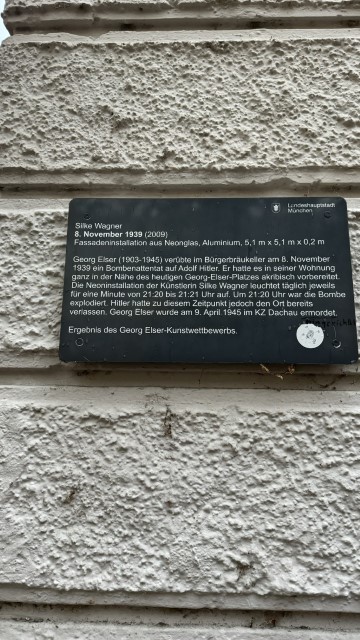 Landeshauptstadt
München
Silke Wagner
8. November 1939 (2009)
Fassadeninstallation aus Neonglas, Aluminium, 5,1 m x 5,1 m x 0,2 m
Georg Elser (1903-1945) verübte im Bürgerbräukeller am 8. November
1939 ein Bombenattentat auf Adolf Hitler. Er hatte es in seiner Wohnung
ganz in der Nähe des heutigen Georg-Elser-Platzes akribisch vorbereitet.
Die Neoninstallation der Künstlerin Silke Wagner leuchtet täglich jeweils
für eine Minute von 21:20 bis 21:21 Uhr auf. Um 21:20 Uhr war die Bombe
explodiert. Hitler hatte zu diesem Zeitpunkt jedoch den Ort bereits
verlassen. Georg Elser wurde am 9. April 1945 im KZ Dachau ermordet.
Ergebnis des Georg Elser-Kunstwettbewerbs.